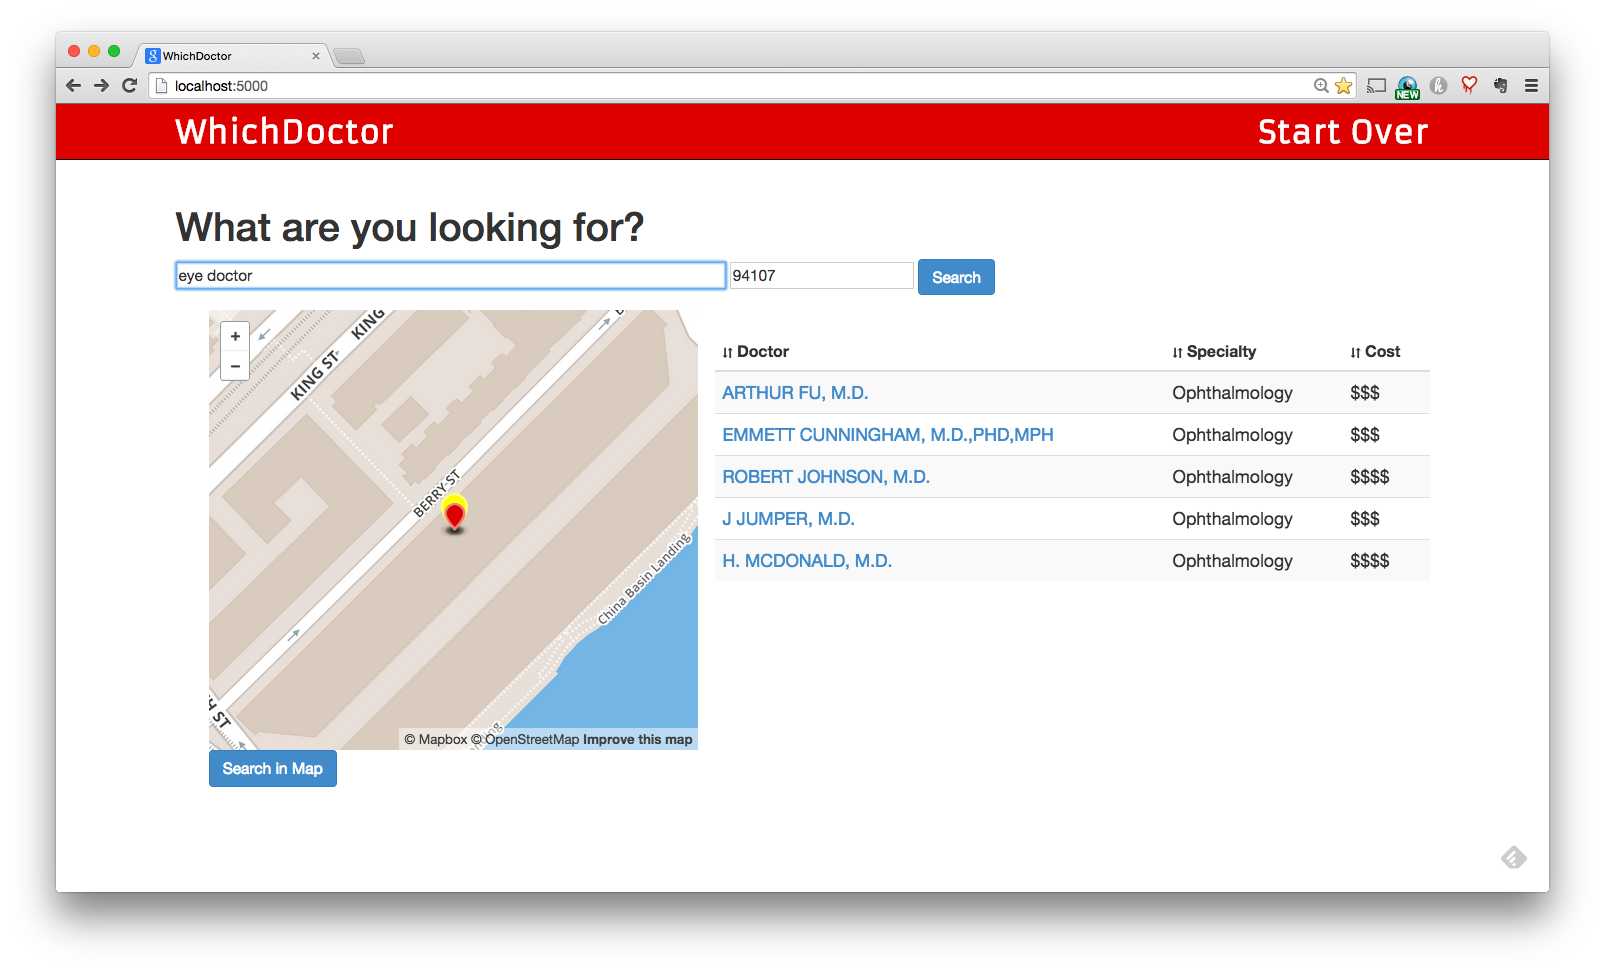 WhichDoctor
localhost:5000
NEW
WhichDoctor Start Over
What are you looking for?
eye doctor 94107 Search
+
−
KING ST
KING
BERRY ST
China Basin Landing
H ST
© Mapbox © OpenStreetMap Improve this map
Search in Map
Doctor Specialty Cost
ARTHUR FU, M.D. Ophthalmology $$$
EMMETT CUNNINGHAM, M.D.,PHD,MPH Ophthalmology $$$
ROBERT JOHNSON, M.D. Ophthalmology $$$$
J JUMPER, M.D. Ophthalmology $$$
H. MCDONALD, M.D. Ophthalmology $$$$